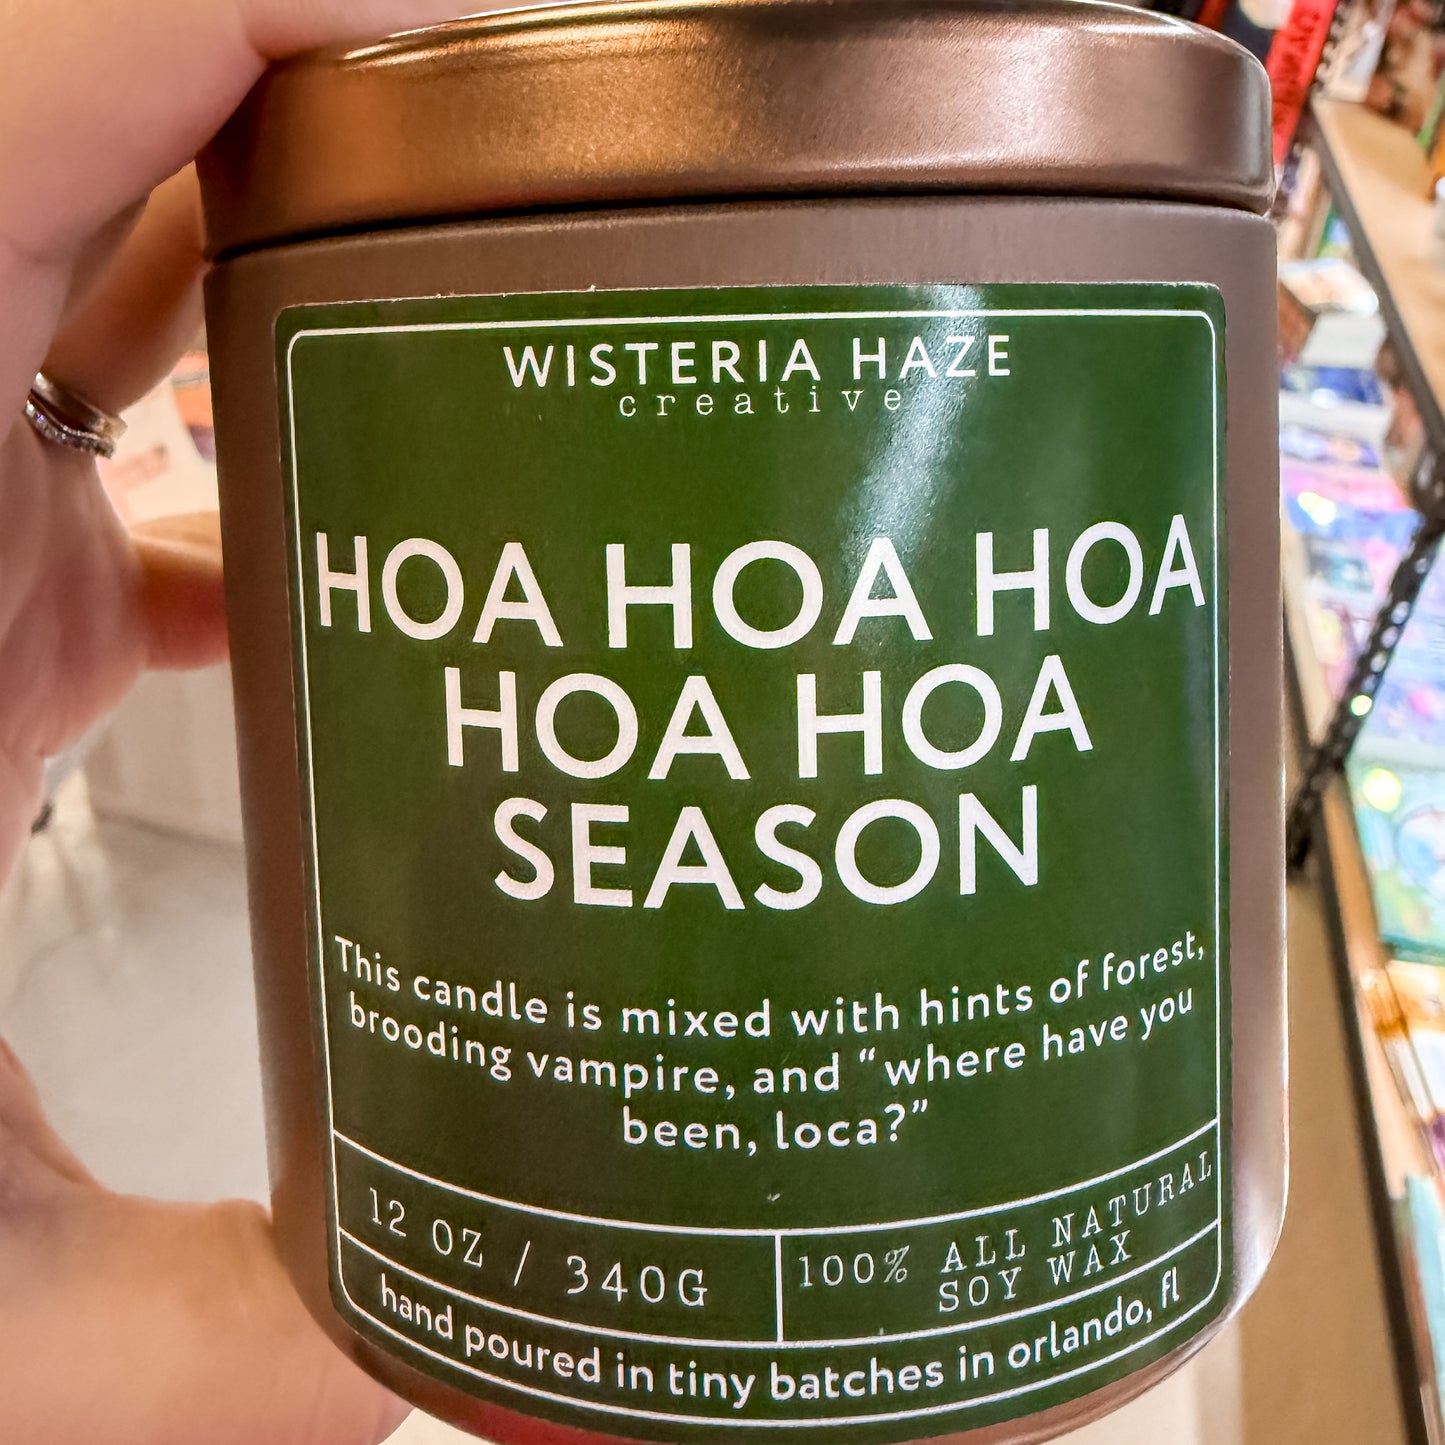 WISTERIA HAZE
creative
HOA HOA HOA
HOA HOA
SEASON
This candle is mixed with hints of forest,
brooding vampire, and “where have you
been, loca?”
12 OZ / 340G
100% ALL NATURAL
SOY WAX
hand poured in tiny batches in orlando, fl